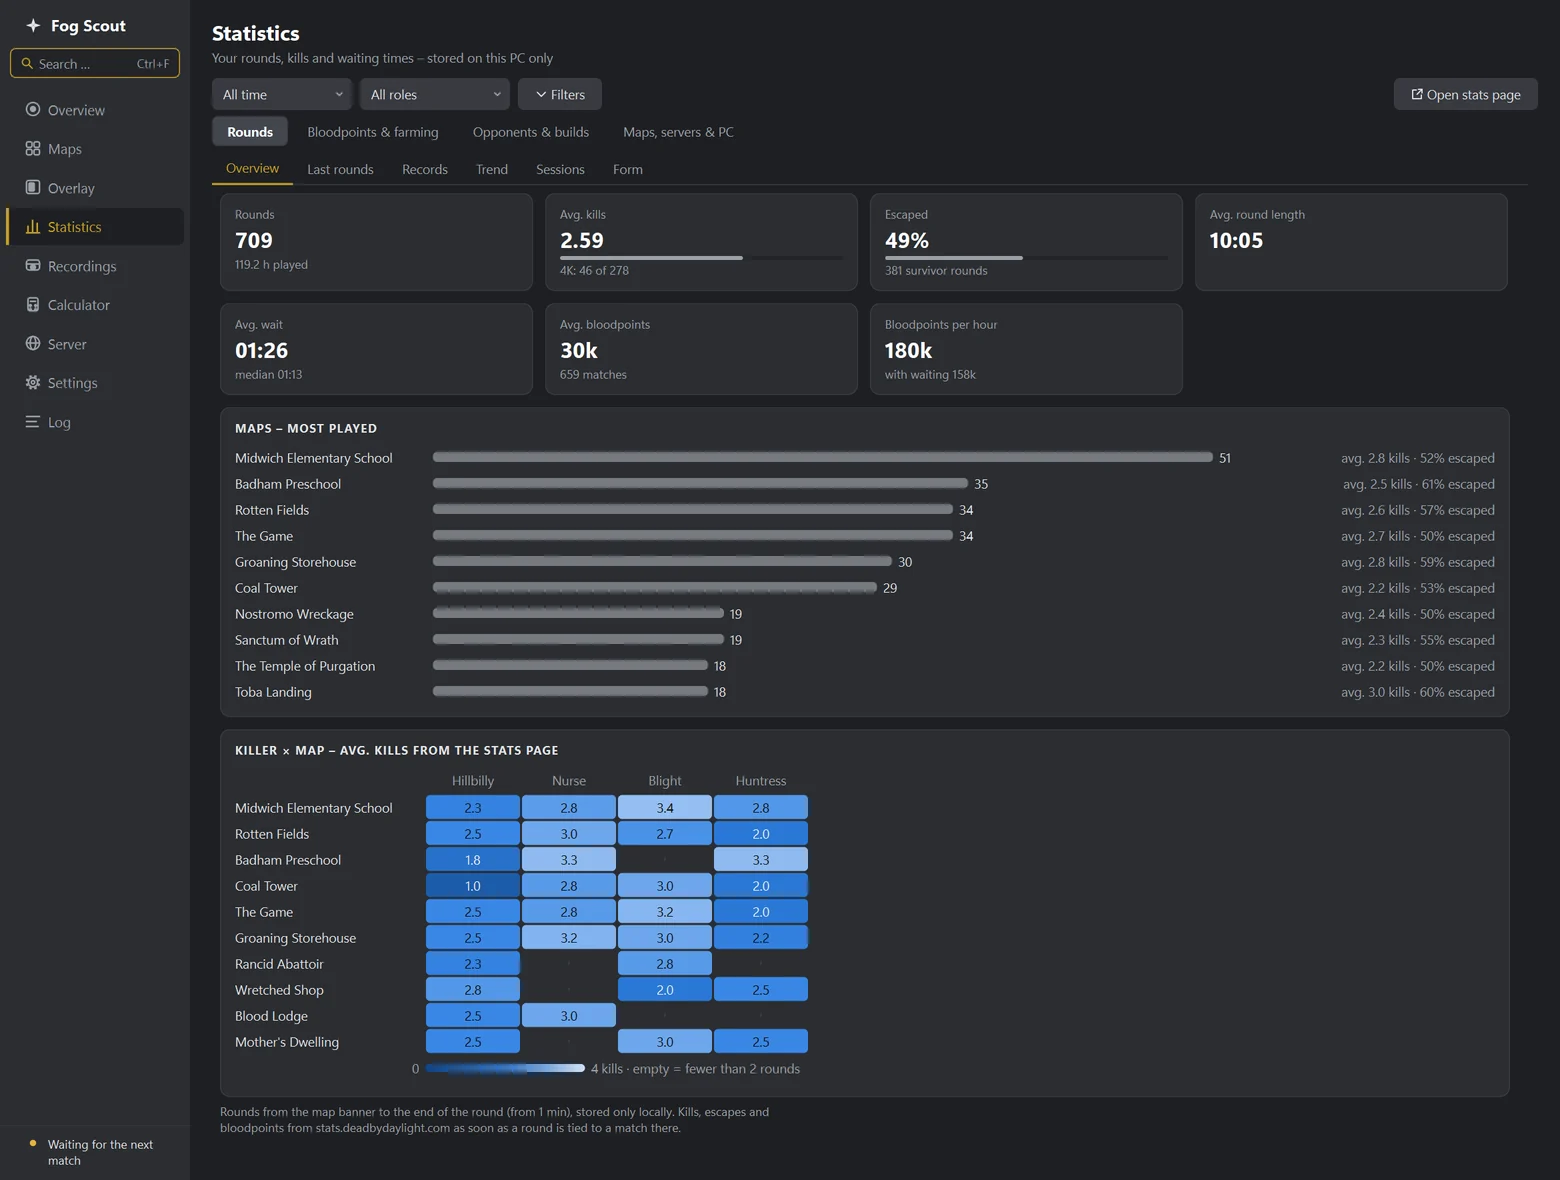 Fog Scout
Search ... Ctrl+F
Overview
Maps
Overlay
Statistics
Recordings
Calculator
Server
Settings
Log
Waiting for the next
match
Statistics
Your rounds, kills and waiting times – stored on this PC only
All time All roles Filters Open stats page
Rounds Bloodpoints & farming Opponents & builds Maps, servers & PC
Overview Last rounds Records Trend Sessions Form
Rounds
709
119.2 h played
Avg. kills
2.59
4K: 46 of 278
Escaped
49%
381 survivor rounds
Avg. round length
10:05
Avg. wait
01:26
median 01:13
Avg. bloodpoints
30k
659 matches
Bloodpoints per hour
180k
with waiting 158k
MAPS – MOST PLAYED
Midwich Elementary School 51 avg. 2.8 kills · 52% escaped
Badham Preschool 35 avg. 2.5 kills · 61% escaped
Rotten Fields 34 avg. 2.6 kills · 57% escaped
The Game 34 avg. 2.7 kills · 50% escaped
Groaning Storehouse 30 avg. 2.8 kills · 59% escaped
Coal Tower 29 avg. 2.2 kills · 53% escaped
Nostromo Wreckage 19 avg. 2.4 kills · 50% escaped
Sanctum of Wrath 19 avg. 2.3 kills · 55% escaped
The Temple of Purgation 18 avg. 2.2 kills · 50% escaped
Toba Landing 18 avg. 3.0 kills · 60% escaped
KILLER × MAP – AVG. KILLS FROM THE STATS PAGE
Hillbilly Nurse Blight Huntress
Midwich Elementary School 2.3 2.8 3.4 2.8
Rotten Fields 2.5 3.0 2.7 2.0
Badham Preschool 1.8 3.3 · 3.3
Coal Tower 1.0 2.8 3.0 2.0
The Game 2.5 2.8 3.2 2.0
Groaning Storehouse 2.5 3.2 3.0 2.2
Rancid Abattoir 2.3 · 2.8 ·
Wretched Shop 2.8 · 2.0 2.5
Blood Lodge 2.5 3.0 · ·
Mother's Dwelling 2.5 · 3.0 2.5
0 4 kills · empty = fewer than 2 rounds
Rounds from the map banner to the end of the round (from 1 min), stored only locally. Kills, escapes and
bloodpoints from stats.deadbydaylight.com as soon as a round is tied to a match there.